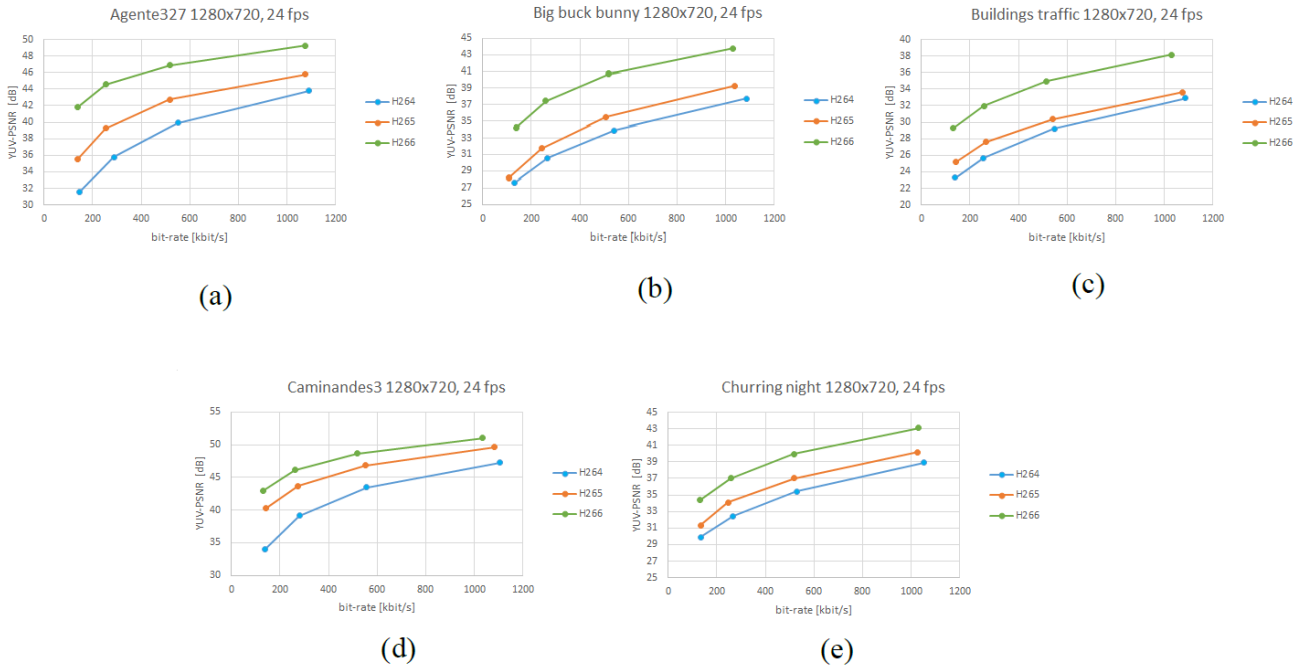 Agente327 1280x720, 24 fps
50
48
46
44
42
40
38
36
34
32
YUV-PSNR [dB]
0 200 400 600 800 1000 1200
bit-rate [kbit/s]
H264
H265
H266
(a)
Big buck bunny 1280x720, 24 fps
45
43
41
39
37
35
33
31
29
27
25
YUV-PSNR [dB]
0 200 400 600 800 1000 1200
bit-rate [kbit/s]
H264
H265
H266
(b)
Buildings traffic 1280x720, 24 fps
40
38
36
34
32
30
28
26
24
22
20
YUV-PSNR [dB]
0 200 400 600 800 1000 1200
bit-rate [kbit/s]
H264
H265
H266
(c)
Caminandes3 1280x720, 24 fps
55
50
45
40
35
30
YUV-PSNR [dB]
0 200 400 600 800 1000 1200
bit-rate [kbit/s]
H264
H265
H266
(d)
Churring night 1280x720, 24 fps
45
43
41
39
37
35
33
31
29
27
25
YUV-PSNR [dB]
0 200 400 600 800 1000 1200
bit-rate [kbit/s]
H264
H265
H266
(e)